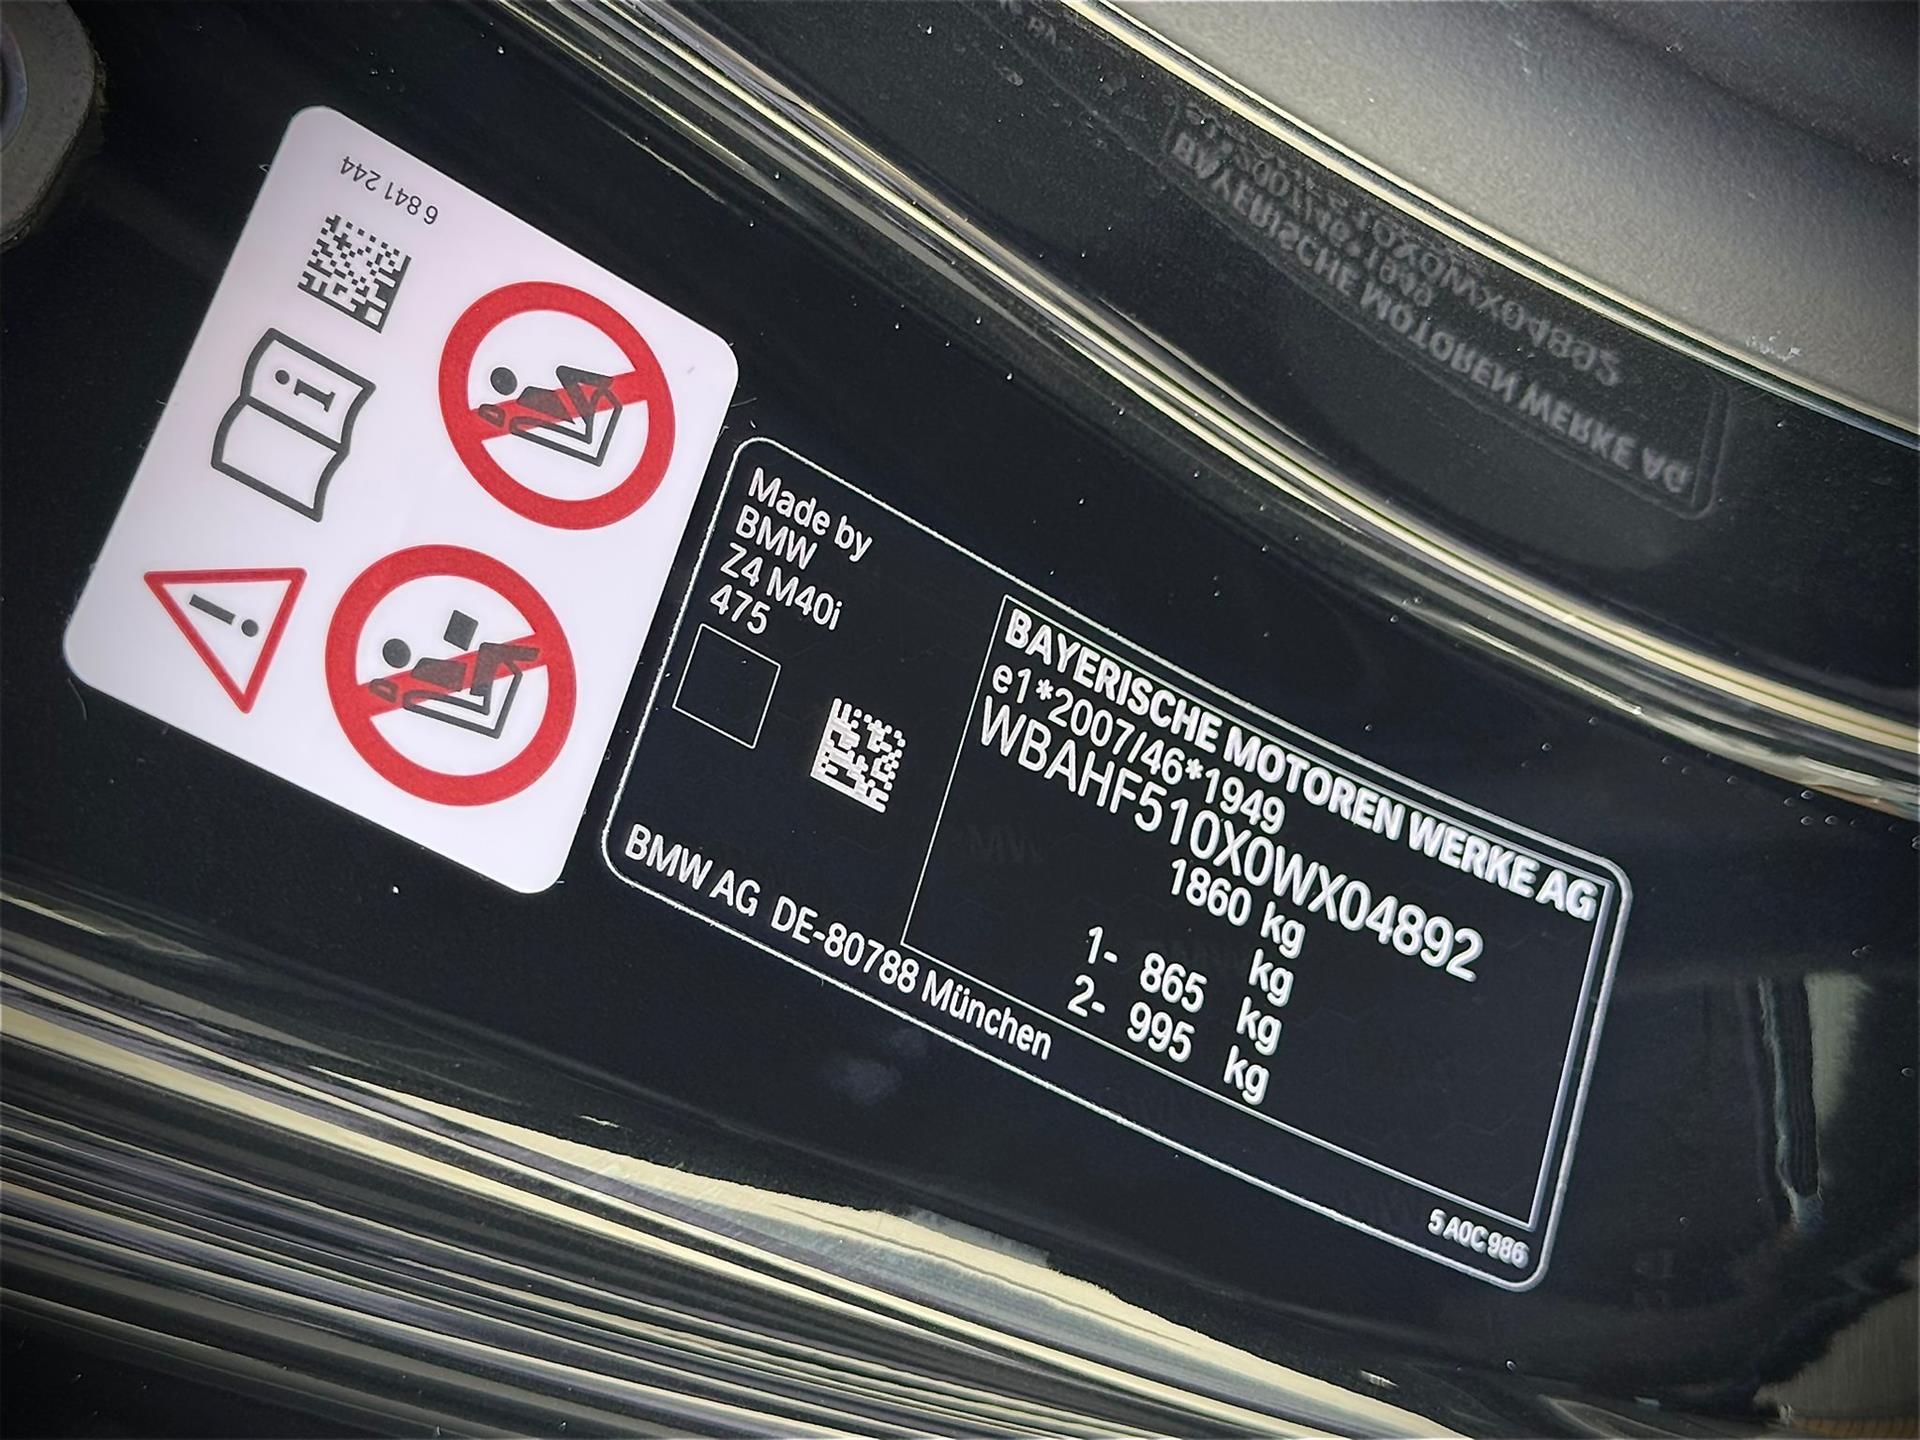 6 841 244
Made by
BMW
Z4 M40i
475
BAYERISCHE MOTOREN WERKE AG
e1*2007/46*1949
WBAHF510X0WX04892
1860 kg
kg
1- 865 kg
2- 995 kg
BMW AG DE-80788 München
5 A0C 986